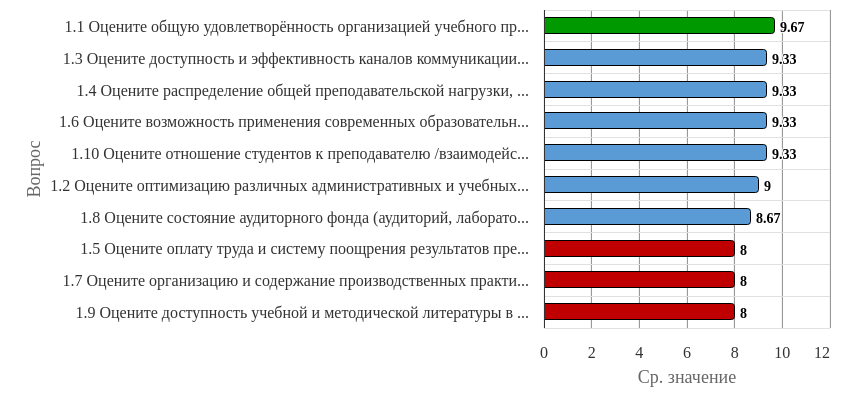 1.1 Оцените общую удовлетворённость организацией учебного пр... 9.67
1.3 Оцените доступность и эффективность каналов коммуникации... 9.33
1.4 Оцените распределение общей преподавательской нагрузки, ... 9.33
1.6 Оцените возможность применения современных образовательн... 9.33
1.10 Оцените отношение студентов к преподавателю /взаимодейс... 9.33
1.2 Оцените оптимизацию различных административных и учебных... 9
1.8 Оцените состояние аудиторного фонда (аудиторий, лаборато... 8.67
1.5 Оцените оплату труда и систему поощрения результатов пре... 8
1.7 Оцените организацию и содержание производственных практи... 8
1.9 Оцените доступность учебной и методической литературы в ... 8
Вопрос
0 2 4 6 8 10 12
Ср. значение